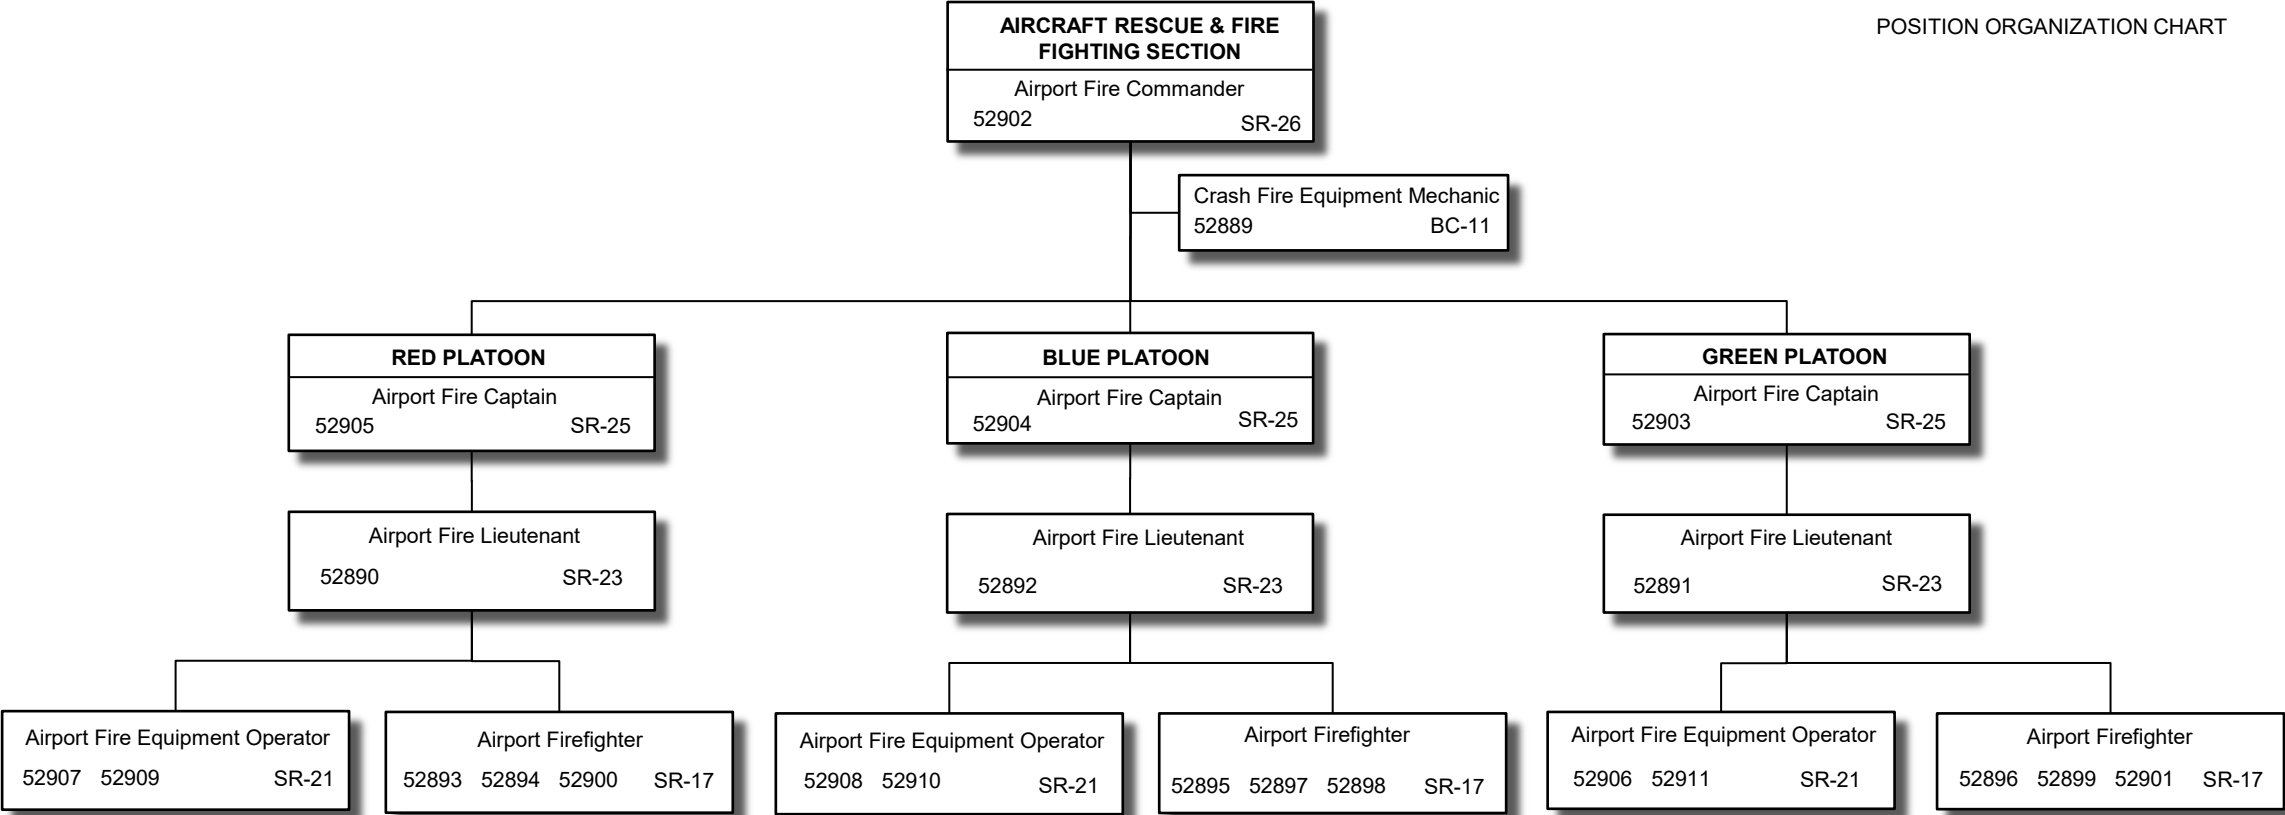 POSITION ORGANIZATION CHART
AIRCRAFT RESCUE & FIRE
FIGHTING SECTION
Airport Fire Commander
52902 SR-26
Crash Fire Equipment Mechanic
52889 BC-11
RED PLATOON
Airport Fire Captain
52905 SR-25
Airport Fire Lieutenant
52890 SR-23
Airport Fire Equipment Operator
52907 52909 SR-21
Airport Firefighter
52893 52894 52900 SR-17
BLUE PLATOON
Airport Fire Captain
52904 SR-25
Airport Fire Lieutenant
52892 SR-23
Airport Fire Equipment Operator
52908 52910 SR-21
Airport Firefighter
52895 52897 52898 SR-17
GREEN PLATOON
Airport Fire Captain
52903 SR-25
Airport Fire Lieutenant
52891 SR-23
Airport Fire Equipment Operator
52906 52911 SR-21
Airport Firefighter
52896 52899 52901 SR-17